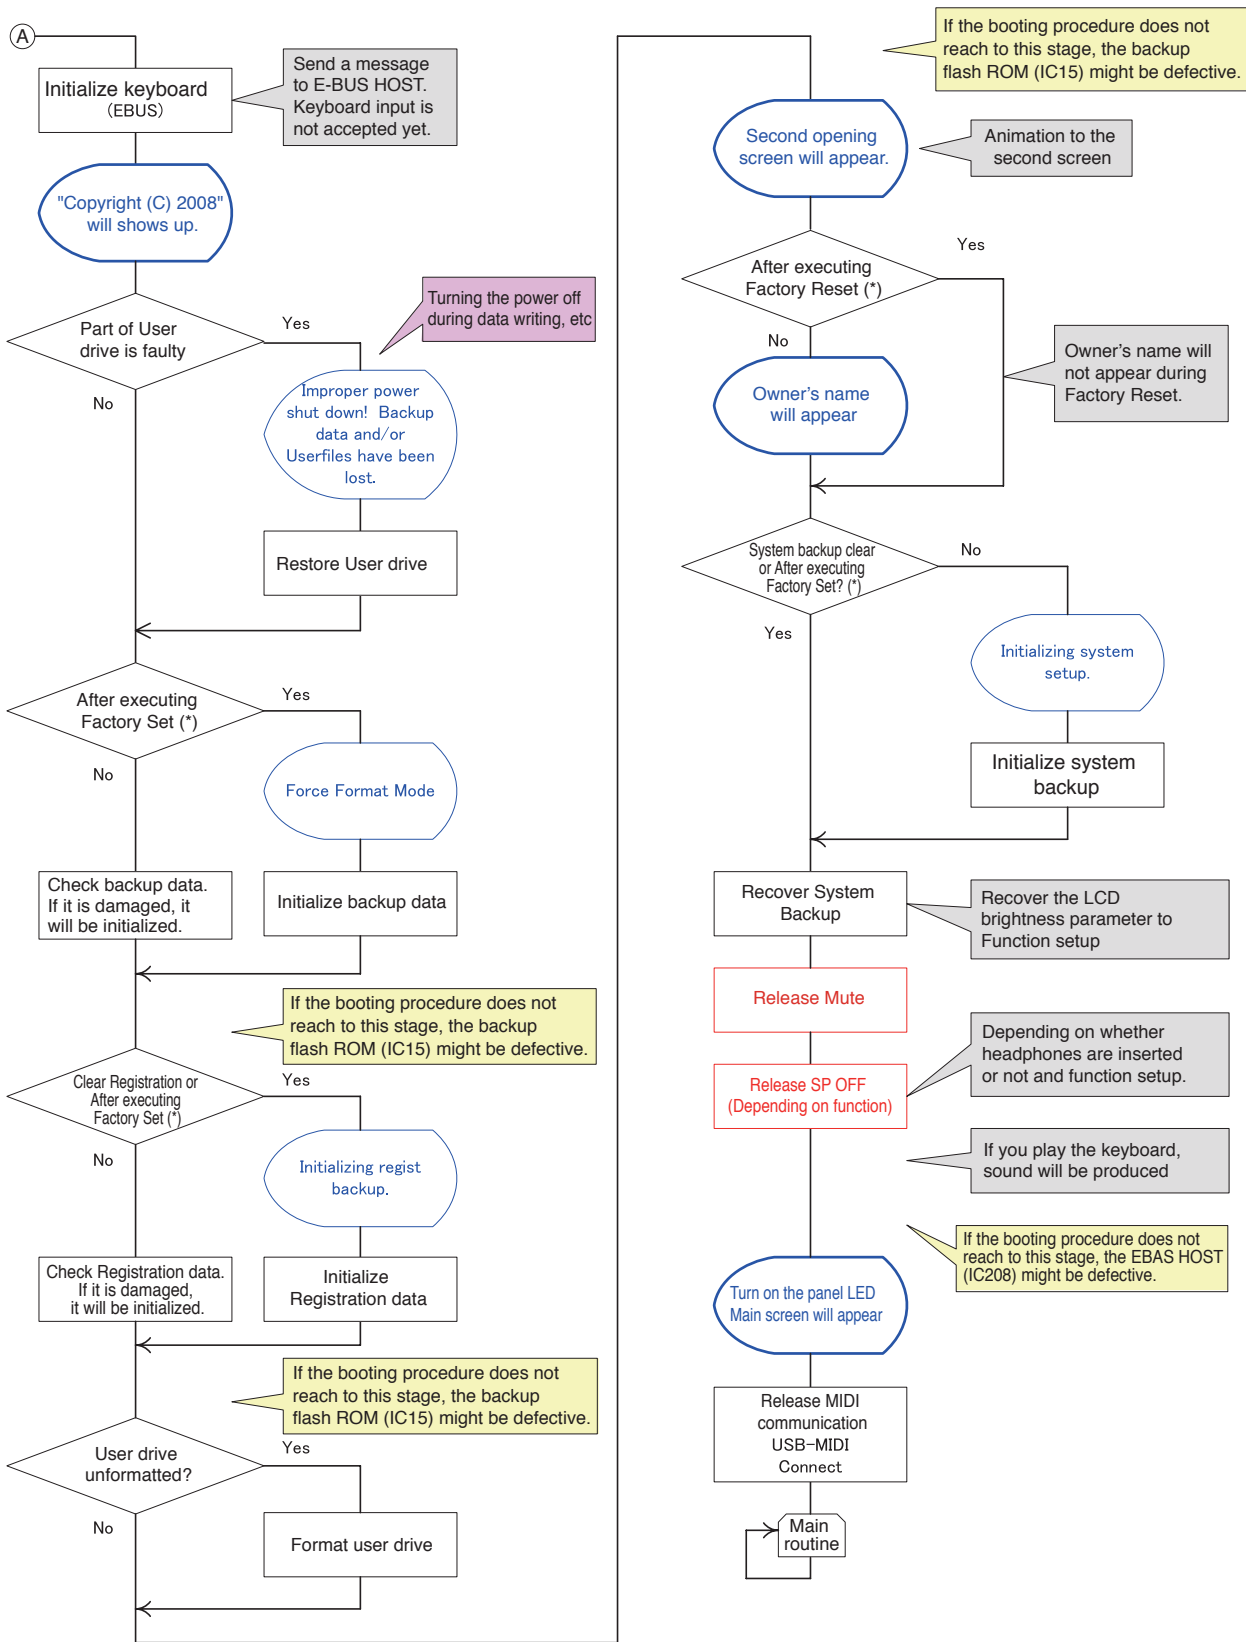 A
Initialize keyboard
(EBUS)
Send a message
to E-BUS HOST.
Keyboard input is
not accepted yet.
"Copyright (C) 2008"
will shows up.
Part of User
drive is faulty
Yes
No
Turning the power off
during data writing, etc
Improper power
shut down! Backup
data and/or
Userfiles have been
lost.
Restore User drive
After executing
Factory Set (*)
Yes
No
Force Format Mode
Check backup data.
If it is damaged, it
will be initialized.
Initialize backup data
If the booting procedure does not
reach to this stage, the backup
flash ROM (IC15) might be defective.
Clear Registration or
After executing
Factory Set (*)
Yes
No
Initializing regist
backup.
Check Registration data.
If it is damaged,
it will be initialized.
Initialize
Registration data
If the booting procedure does not
reach to this stage, the backup
flash ROM (IC15) might be defective.
User drive
unformatted?
Yes
No
Format user drive
If the booting procedure does not
reach to this stage, the backup
flash ROM (IC15) might be defective.
Second opening
screen will appear.
Animation to the
second screen
After executing
Factory Reset (*)
Yes
No
Owner's name will
not appear during
Factory Reset.
Owner's name
will appear
System backup clear
or After executing
Factory Set? (*)
No
Yes
Initializing system
setup.
Initialize system
backup
Recover System
Backup
Recover the LCD
brightness parameter to
Function setup
Release Mute
Release SP OFF
(Depending on function)
Depending on whether
headphones are inserted
or not and function setup.
If you play the keyboard,
sound will be produced
If the booting procedure does not
reach to this stage, the EBAS HOST
(IC208) might be defective.
Turn on the panel LED
Main screen will appear
Release MIDI
communication
USB-MIDI
Connect
Main
routine